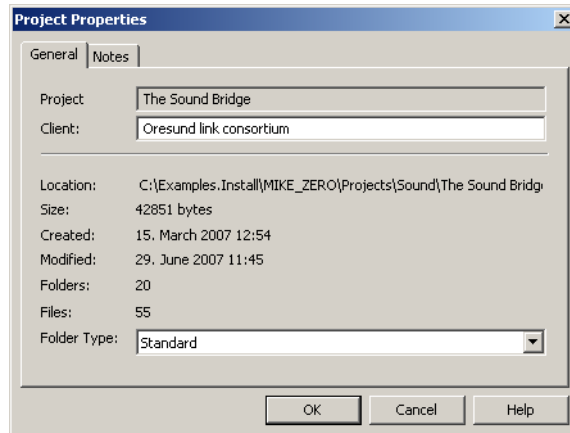 Project Properties
General Notes
Project The Sound Bridge
Client: Oresund link consortium
Location: C:\Examples.Install\MIKE_ZERO\Projects\Sound\The Sound Bridg
Size: 42851 bytes
Created: 15. March 2007 12:54
Modified: 29. June 2007 11:45
Folders: 20
Files: 55
Folder Type: Standard
OK Cancel Help